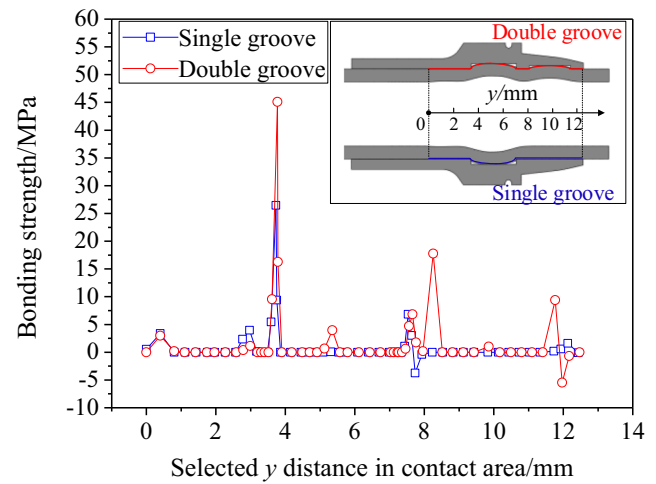 Single groove
Double groove
Double groove
y/mm
0 2 4 6 8 10 12
Single groove
Bonding strength/MPa
60
55
50
45
40
35
30
25
20
15
10
5
0
-5
-10
0 2 4 6 8 10 12 14
Selected y distance in contact area/mm